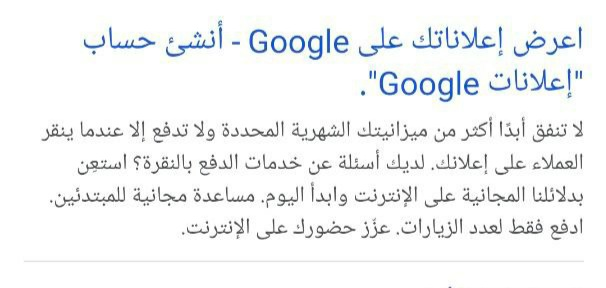 اعرض إعلاناتك على Google - أنشئ حساب
"إعلانات Google".
لا تنفق أبدًا أكثر من ميزانيتك الشهرية المحددة ولا تدفع إلا عندما ينقر
العملاء على إعلانك. لديك أسئلة عن خدمات الدفع بالنقرة؟ استعِن
بدلائلنا المجانية على الإنترنت وابدأ اليوم. مساعدة مجانية للمبتدئين.
ادفع فقط لعدد الزيارات. عزّز حضورك على الإنترنت.